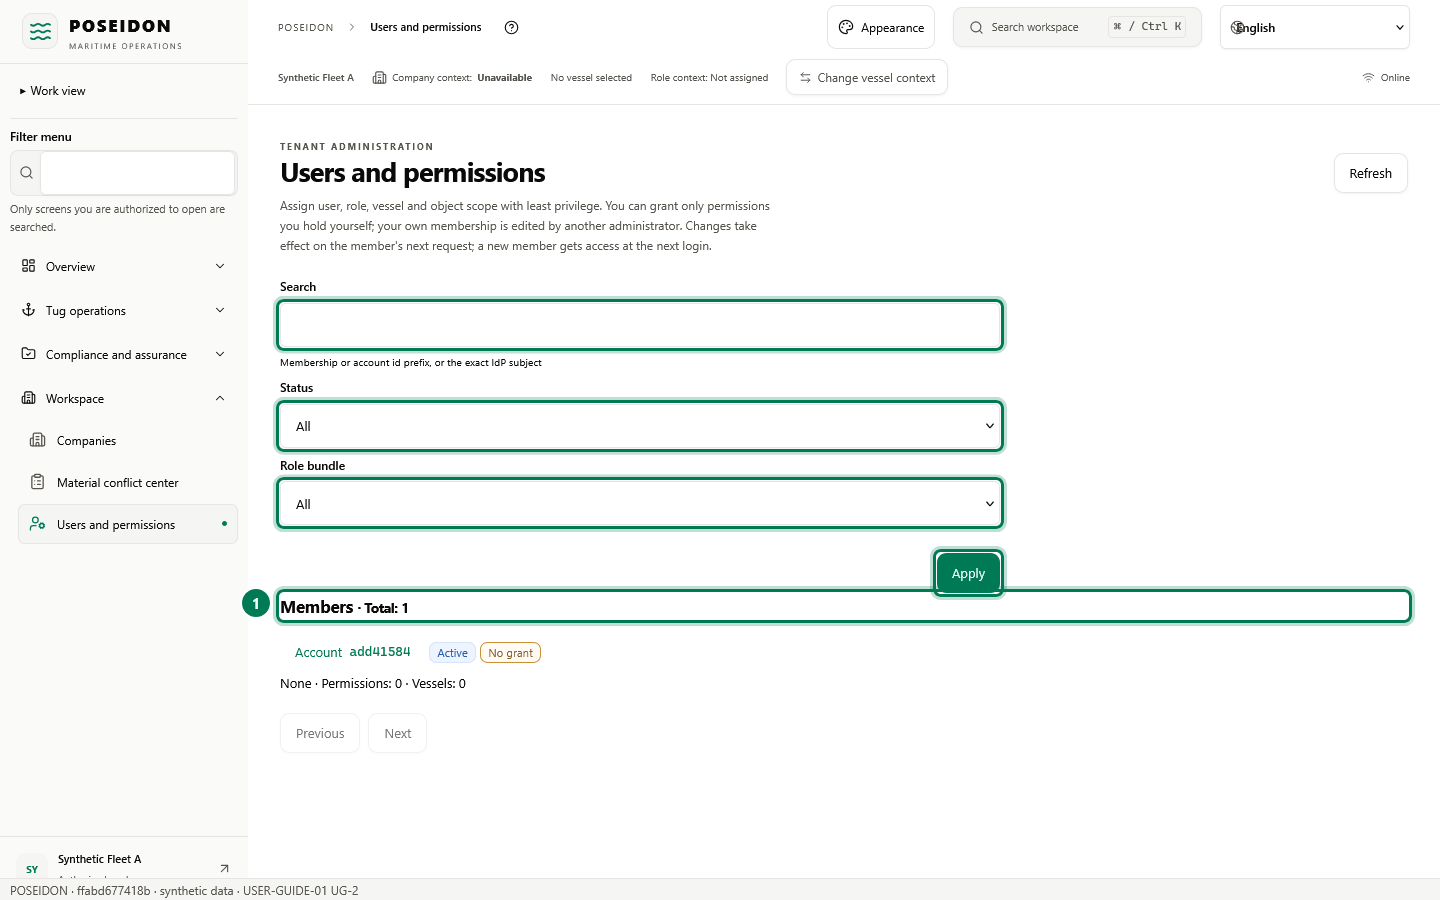 POSEIDON
MARITIME OPERATIONS
Work view
Filter menu
Only screens you are authorized to open are
searched.
Overview
Tug operations
Compliance and assurance
Workspace
Companies
Material conflict center
Users and permissions
SY
Synthetic Fleet A
POSEIDON
Users and permissions
Appearance
Search workspace
⌘ / Ctrl K
English
Synthetic Fleet A
Company context: Unavailable
No vessel selected
Role context: Not assigned
Change vessel context
Online
TENANT ADMINISTRATION
Users and permissions
Refresh
Assign user, role, vessel and object scope with least privilege. You can grant only permissions
you hold yourself; your own membership is edited by another administrator. Changes take
effect on the member's next request; a new member gets access at the next login.
Search
Membership or account id prefix, or the exact IdP subject
Status
All
Role bundle
All
Apply
1
Members · Total: 1
Account add41584 Active No grant
None · Permissions: 0 · Vessels: 0
Previous
Next
POSEIDON · ffabd677418b · synthetic data · USER-GUIDE-01 UG-2